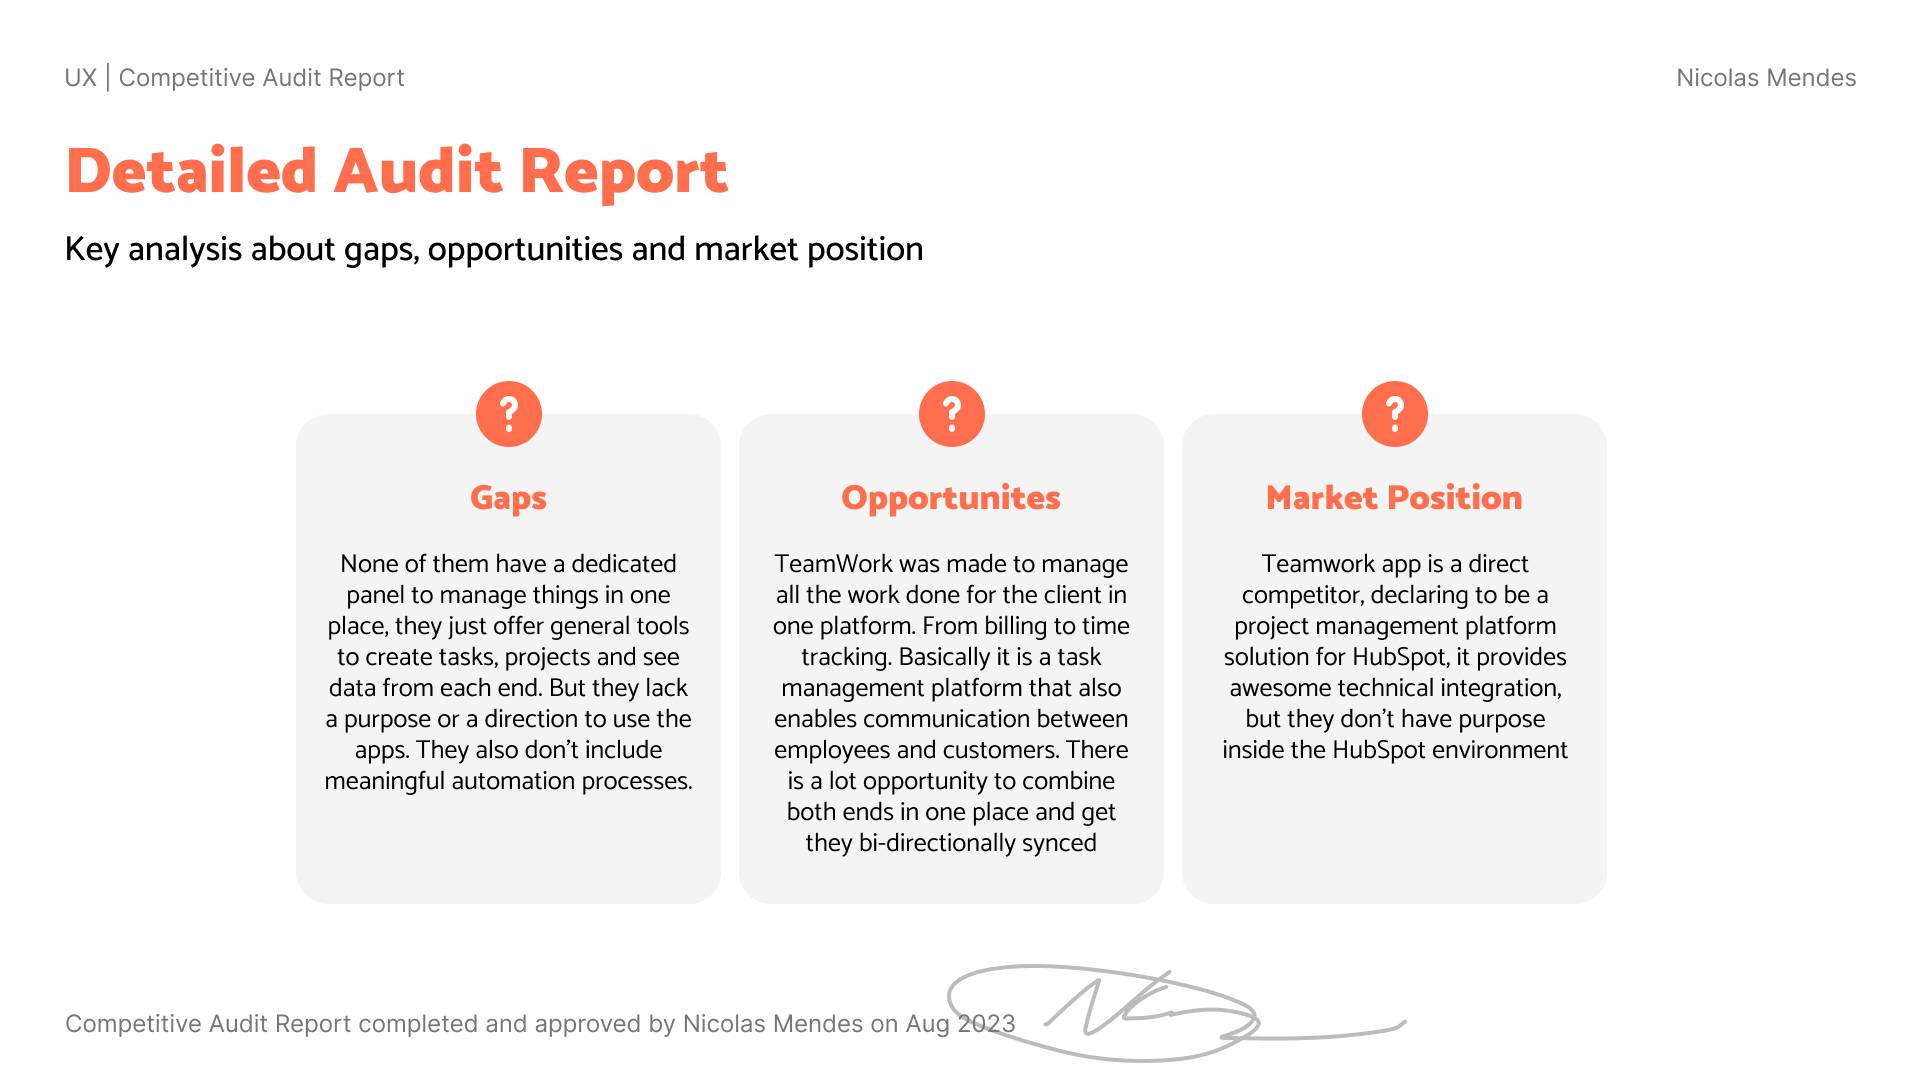 UX | Competitive Audit Report
Nicolas Mendes
Detailed Audit Report
Key analysis about gaps, opportunities and market position
?
?
?
Gaps
None of them have a dedicated
panel to manage things in one
place, they just offer general tools
to create tasks, projects and see
data from each end. But they lack
a purpose or a direction to use the
apps. They also don’t include
meaningful automation processes.
Opportunites
TeamWork was made to manage
all the work done for the client in
one platform. From billing to time
tracking. Basically it is a task
management platform that also
enables communication between
employees and customers. There
is a lot opportunity to combine
both ends in one place and get
they bi-directionally synced
Market Position
Teamwork app is a direct
competitor, declaring to be a
project management platform
solution for HubSpot, it provides
awesome technical integration,
but they don’t have purpose
inside the HubSpot environment
Competitive Audit Report completed and approved by Nicolas Mendes on Aug 2023